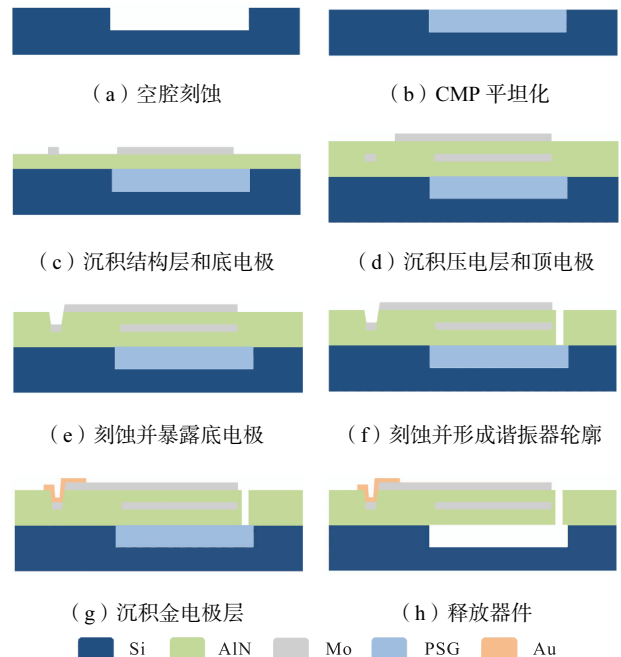 （a）空腔刻蚀
（b）CMP 平坦化
（c）沉积结构层和底电极
（d）沉积压电层和顶电极
（e）刻蚀并暴露底电极
（f）刻蚀并形成谐振器轮廓
（g）沉积金电极层
（h）释放器件
Si AlN Mo PSG Au